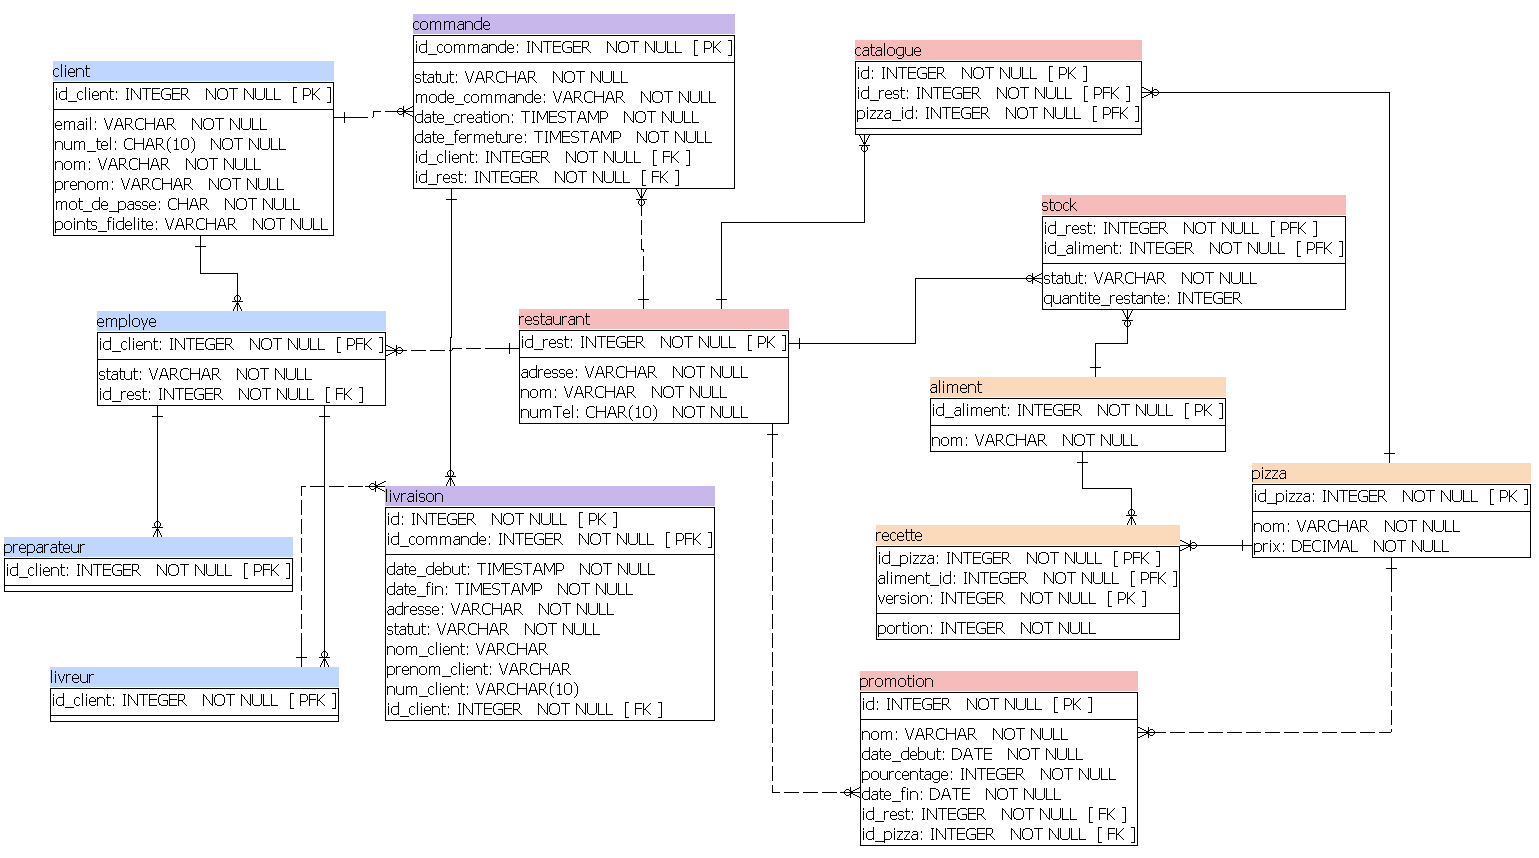 commande
id_commande: INTEGER NOT NULL [ PK ]
statut: VARCHAR NOT NULL
mode_commande: VARCHAR NOT NULL
date_creation: TIMESTAMP NOT NULL
date_fermeture: TIMESTAMP NOT NULL
id_client: INTEGER NOT NULL [ FK ]
id_rest: INTEGER NOT NULL [ FK ]
catalogue
id: INTEGER NOT NULL [ PK ]
id_rest: INTEGER NOT NULL [ PFK ]
pizza_id: INTEGER NOT NULL [ PFK ]
client
id_client: INTEGER NOT NULL [ PK ]
email: VARCHAR NOT NULL
num_tel: CHAR(10) NOT NULL
nom: VARCHAR NOT NULL
prenom: VARCHAR NOT NULL
mot_de_passe: CHAR NOT NULL
points_fidelite: VARCHAR NOT NULL
stock
id_rest: INTEGER NOT NULL [ PFK ]
id_aliment: INTEGER NOT NULL [ PFK ]
statut: VARCHAR NOT NULL
quantite_restante: INTEGER
employe
id_client: INTEGER NOT NULL [ PFK ]
statut: VARCHAR NOT NULL
id_rest: INTEGER NOT NULL [ FK ]
restaurant
id_rest: INTEGER NOT NULL [ PK ]
adresse: VARCHAR NOT NULL
nom: VARCHAR NOT NULL
numTel: CHAR(10) NOT NULL
aliment
id_aliment: INTEGER NOT NULL [ PK ]
nom: VARCHAR NOT NULL
pizza
id_pizza: INTEGER NOT NULL [ PK ]
nom: VARCHAR NOT NULL
prix: DECIMAL NOT NULL
livraison
id: INTEGER NOT NULL [ PK ]
id_commande: INTEGER NOT NULL [ PFK ]
date_debut: TIMESTAMP NOT NULL
date_fin: TIMESTAMP NOT NULL
adresse: VARCHAR NOT NULL
statut: VARCHAR NOT NULL
nom_client: VARCHAR
prenom_client: VARCHAR
num_client: VARCHAR(10)
id_client: INTEGER NOT NULL [ FK ]
recette
id_pizza: INTEGER NOT NULL [ PFK ]
aliment_id: INTEGER NOT NULL [ PFK ]
version: INTEGER NOT NULL [ PK ]
portion: INTEGER NOT NULL
preparateur
id_client: INTEGER NOT NULL [ PFK ]
livreur
id_client: INTEGER NOT NULL [ PFK ]
promotion
id: INTEGER NOT NULL [ PK ]
nom: VARCHAR NOT NULL
date_debut: DATE NOT NULL
pourcentage: INTEGER NOT NULL
date_fin: DATE NOT NULL
id_rest: INTEGER NOT NULL [ FK ]
id_pizza: INTEGER NOT NULL [ FK ]